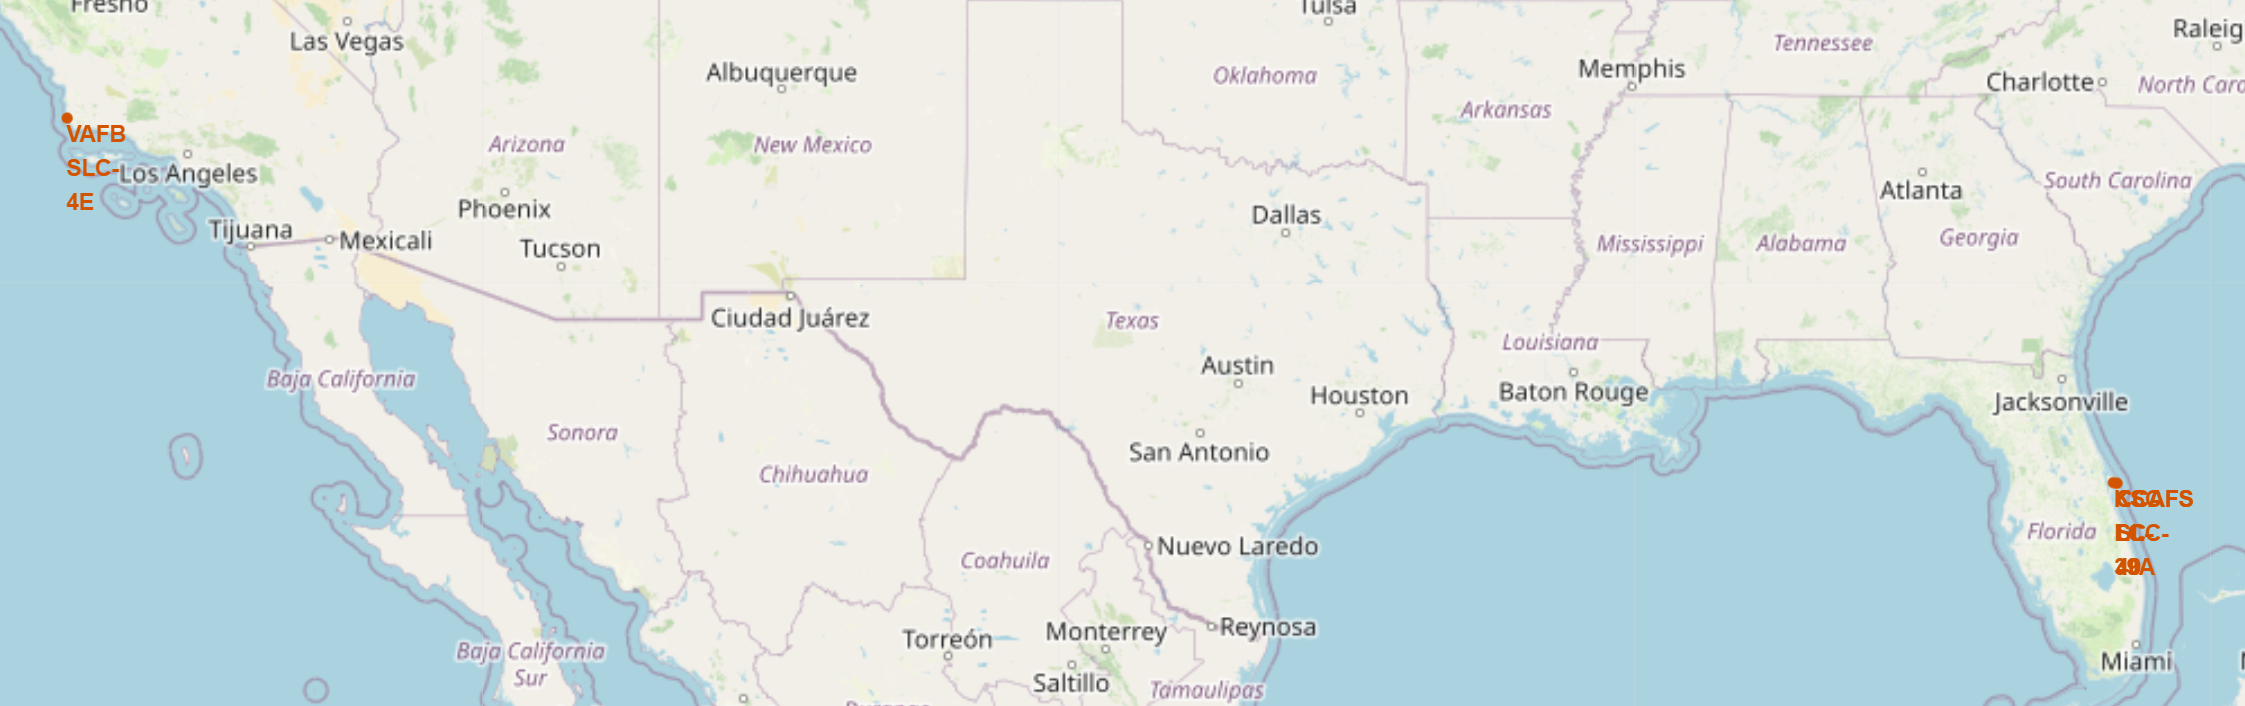 Fresno
Tulsa
Raleig
Las Vegas
Albuquerque
Oklahoma
Memphis
Tennessee
Charlotte
North Caro
VAFB
SLC-
4E
Los Angeles
Arizona
New Mexico
Arkansas
Phoenix
Dallas
Atlanta
South Carolina
Tijuana
Mexicali
Tucson
Mississippi
Alabama
Georgia
Ciudad Juárez
Texas
Louisiana
Baja California
Austin
Houston
Baton Rouge
Jacksonville
Sonora
San Antonio
Chihuahua
Florida
Coahuila
Nuevo Laredo
Torreón
Monterrey
Reynosa
Baja California
Sur
Saltillo
Tamaulipas
Miami